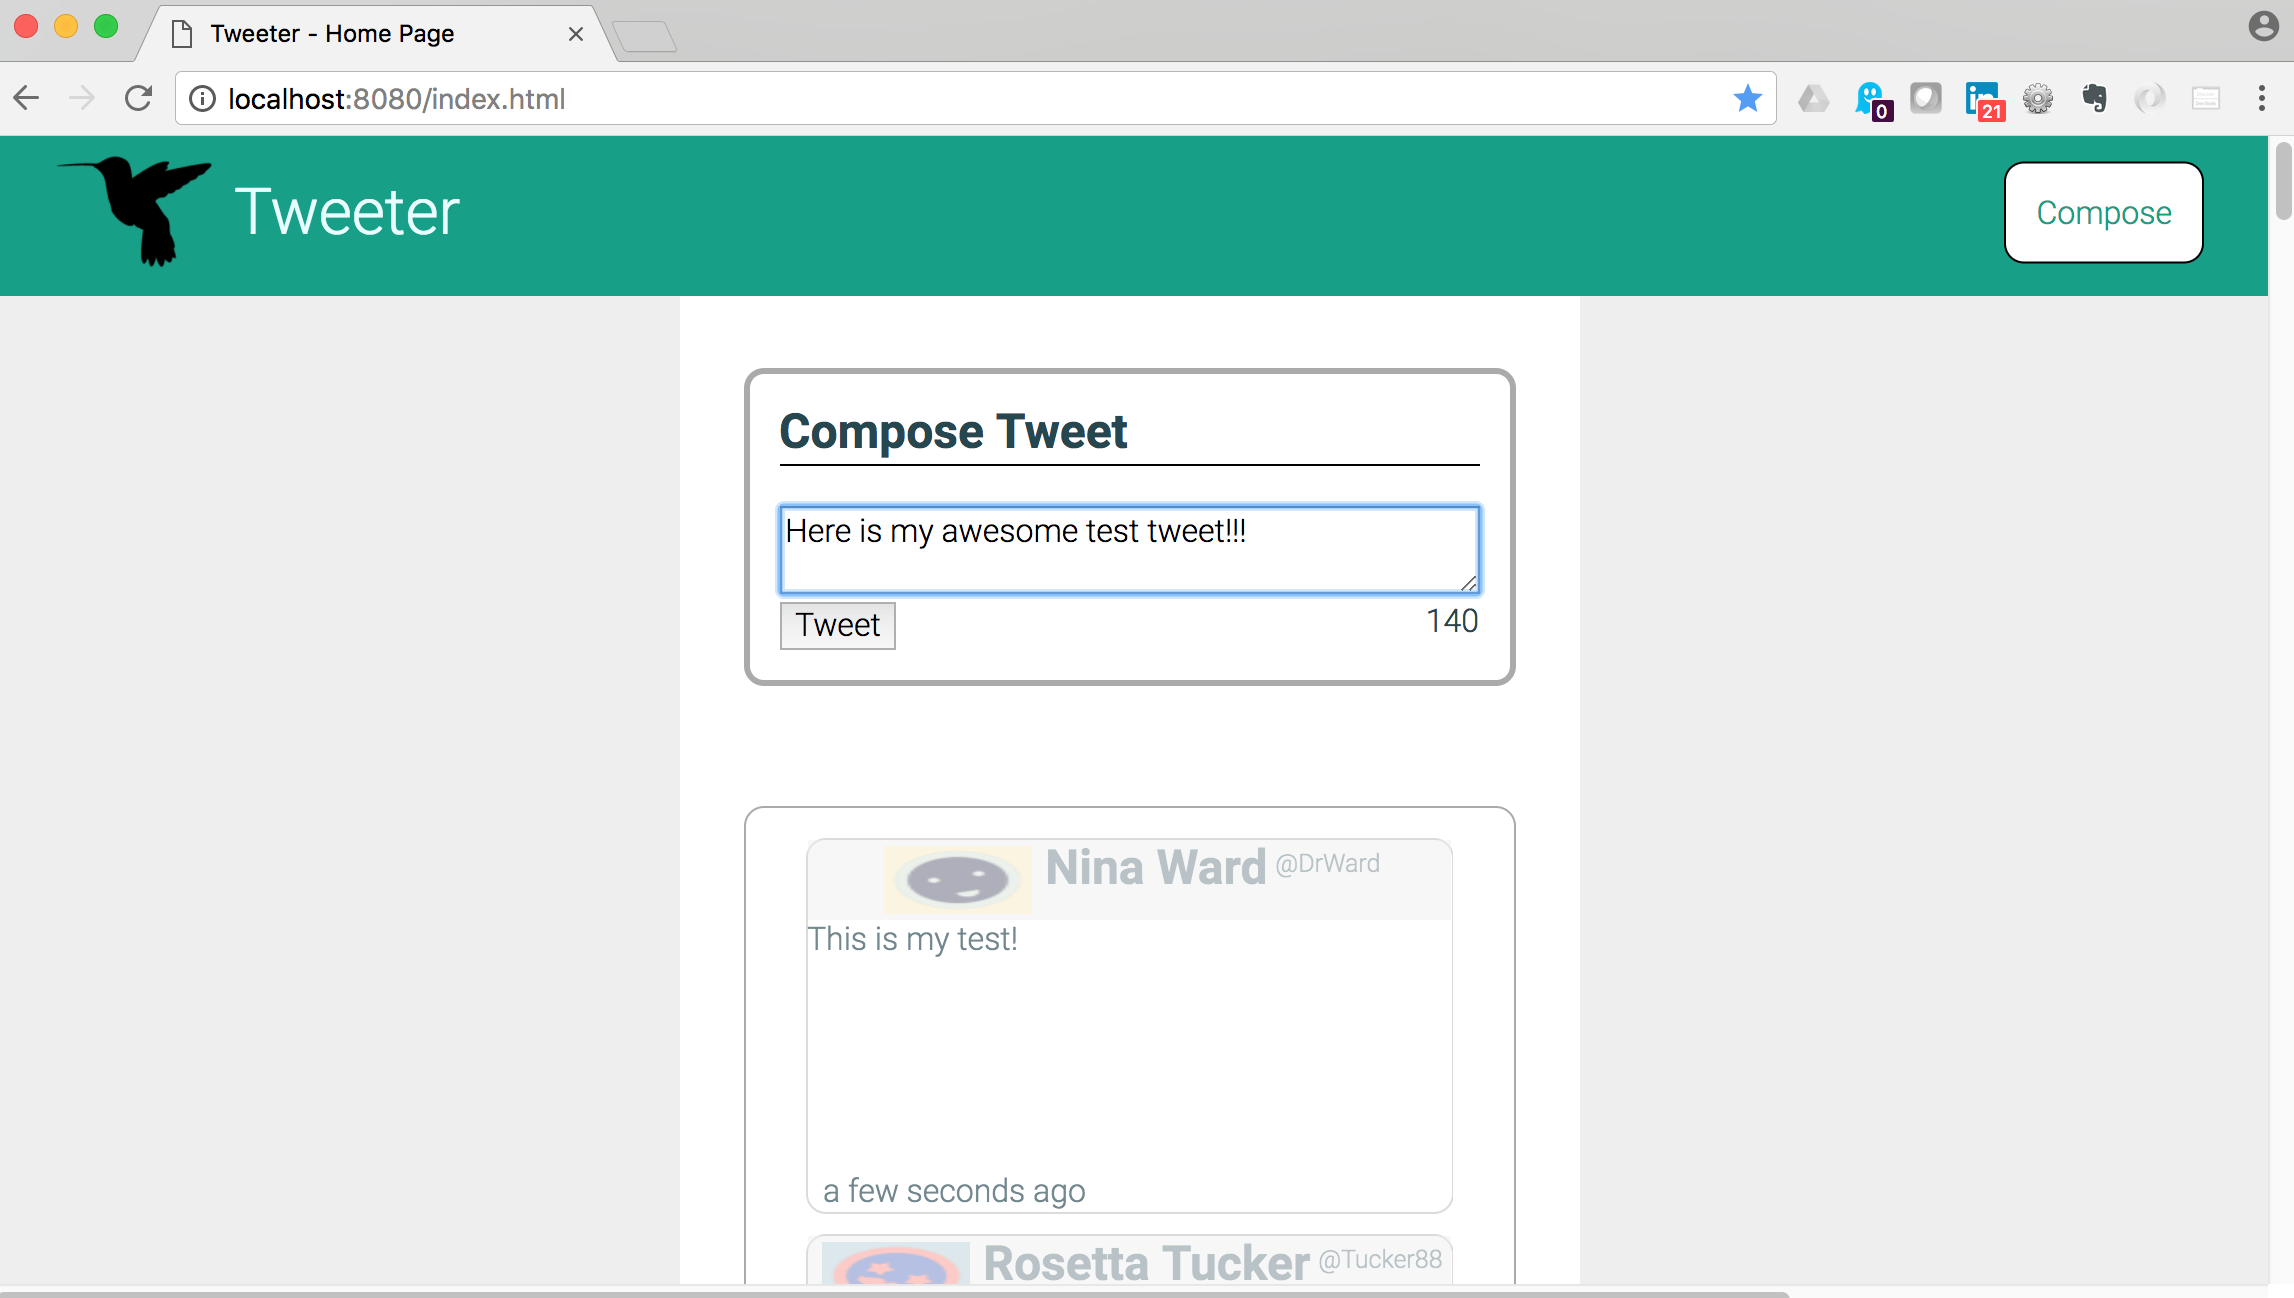 Tweeter - Home Page
localhost:8080/index.html
0
in
21
Tweeter
Compose
Compose Tweet
Here is my awesome test tweet!!!
Tweet
140
Nina Ward @DrWard
This is my test!
a few seconds ago
Rosetta Tucker @Tucker88